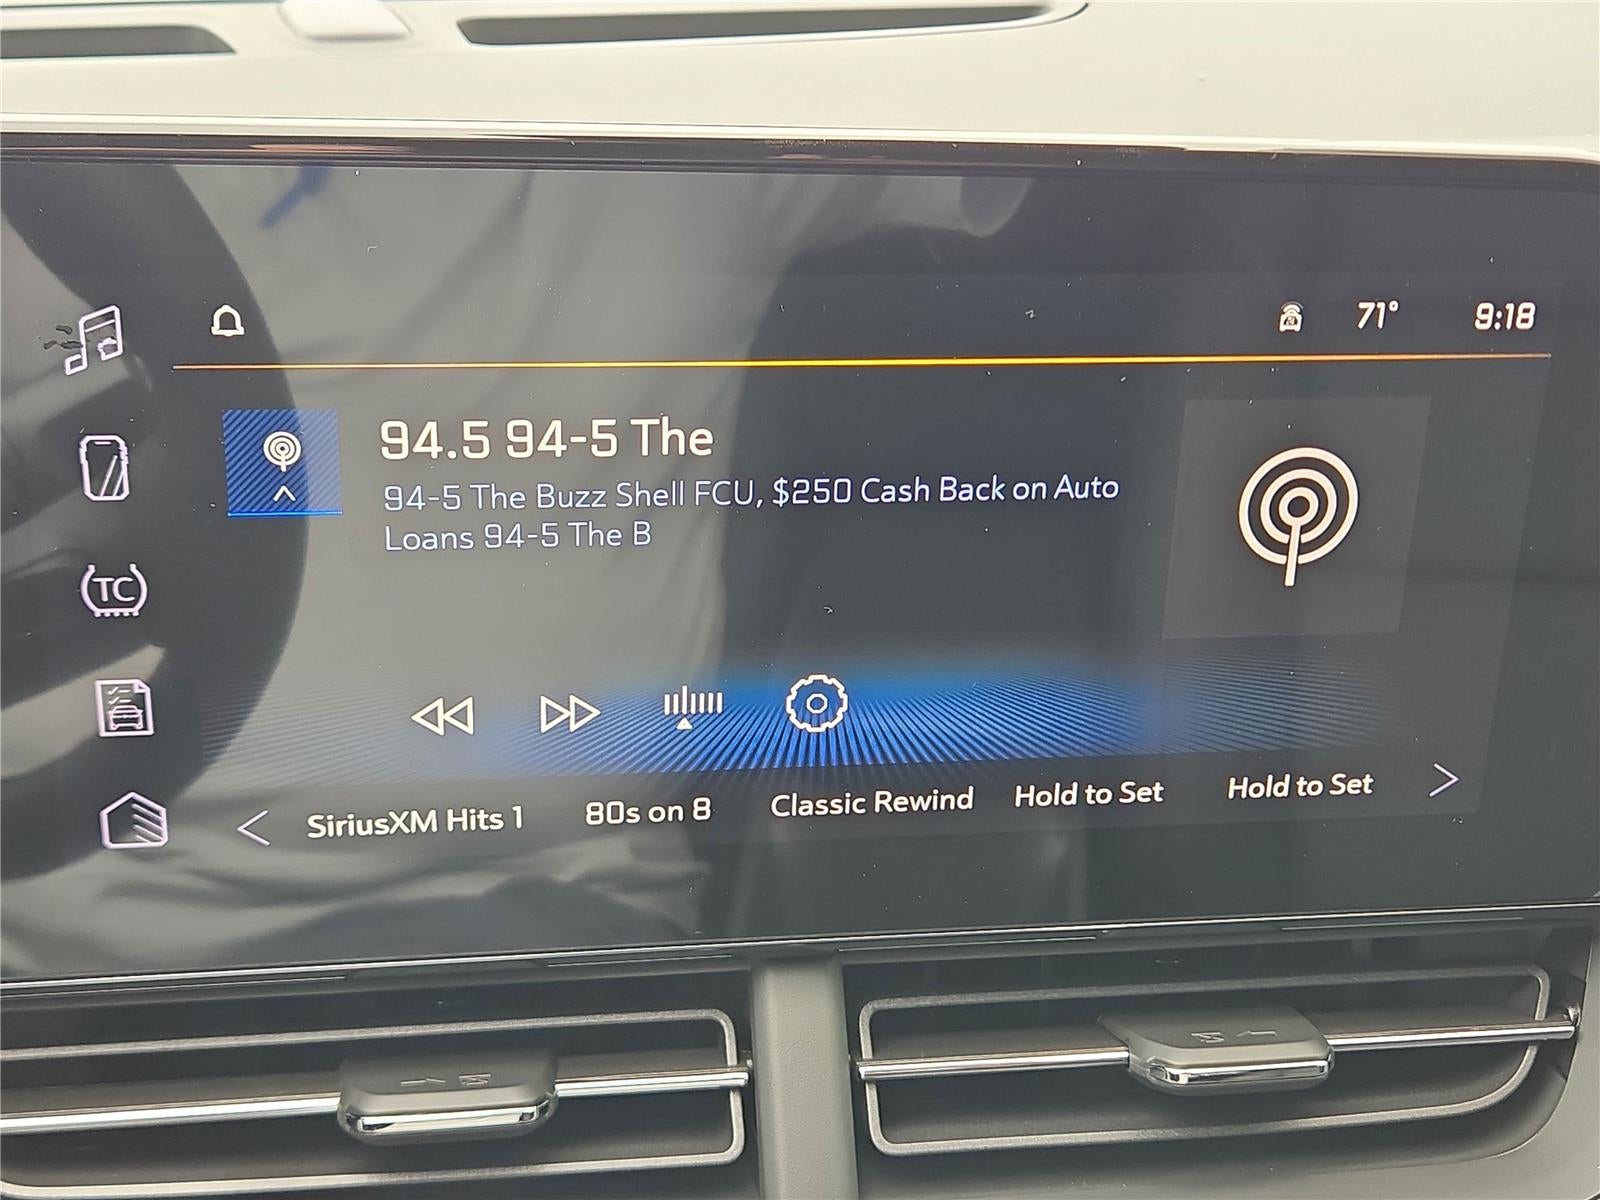 71° 9:18
94.5 94-5 The
94-5 The Buzz Shell FCU, $250 Cash Back on Auto
Loans 94-5 The B
TC
SiriusXM Hits 1 80s on 8 Classic Rewind Hold to Set Hold to Set